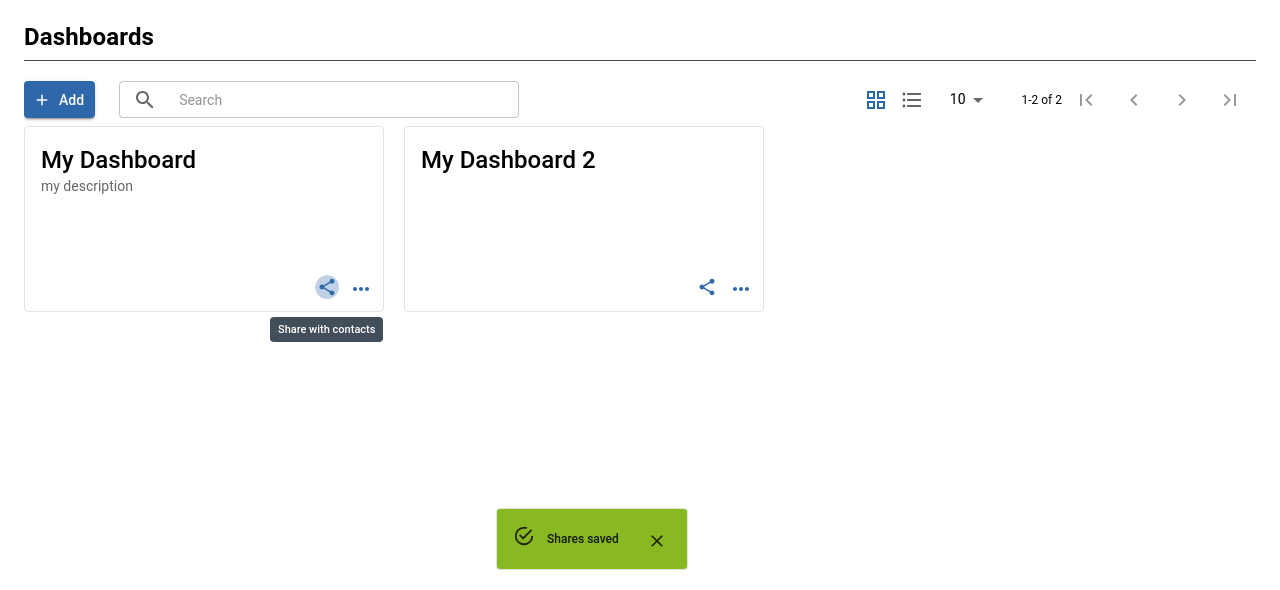 Dashboards
Add
Search
10
1-2 of 2
My Dashboard
my description
My Dashboard 2
Share with contacts
Shares saved